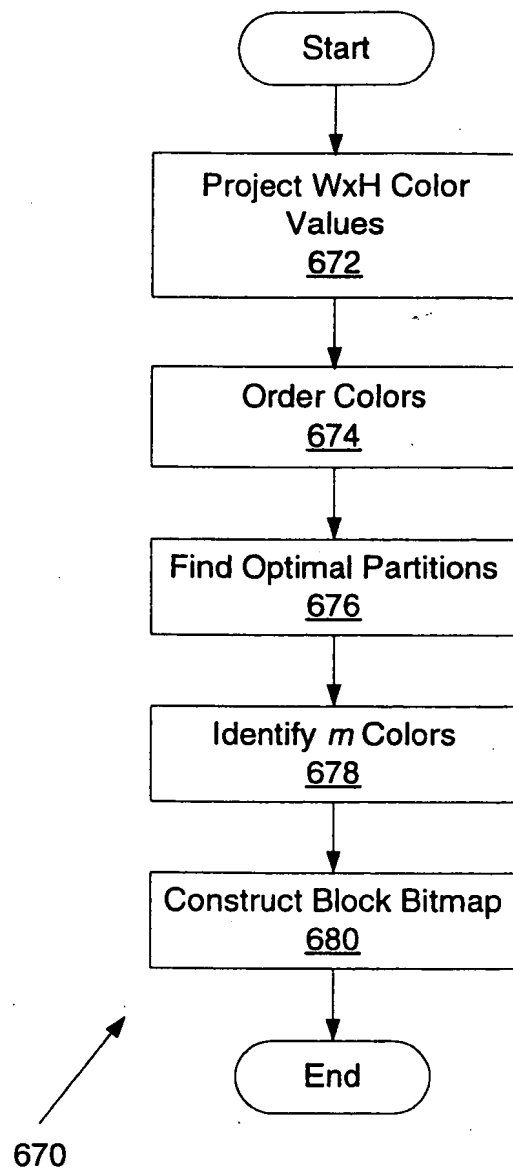 Start
Project WxH Color
Values
672
Order Colors
674
Find Optimal Partitions
676
Identify m Colors
678
Construct Block Bitmap
680
End
670